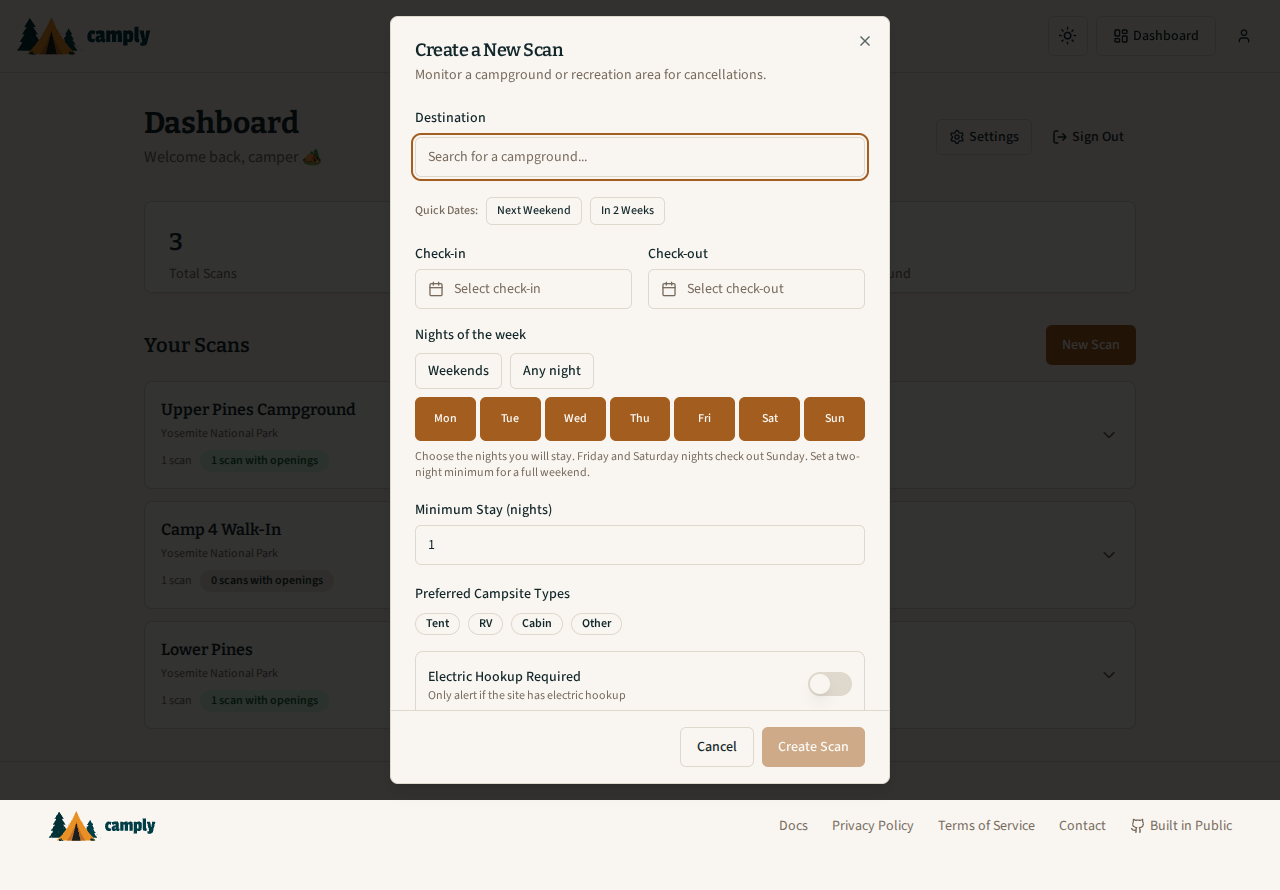 camply
Dashboard
Dashboard
Welcome back, camper
Settings
Sign Out
3
Total Scans
Your Scans
New Scan
Upper Pines Campground
Yosemite National Park
1 scan
1 scan with openings
Camp 4 Walk-In
Yosemite National Park
1 scan
0 scans with openings
Lower Pines
Yosemite National Park
1 scan
1 scan with openings
Create a New Scan
Monitor a campground or recreation area for cancellations.
Destination
Search for a campground...
Quick Dates:
Next Weekend
In 2 Weeks
Check-in
Check-out
Select check-in
Select check-out
Nights of the week
Weekends
Any night
Mon
Tue
Wed
Thu
Fri
Sat
Sun
Choose the nights you will stay. Friday and Saturday nights check out Sunday. Set a two-
night minimum for a full weekend.
Minimum Stay (nights)
1
Preferred Campsite Types
Tent
RV
Cabin
Other
Electric Hookup Required
Only alert if the site has electric hookup
Cancel
Create Scan
camply
Docs
Privacy Policy
Terms of Service
Contact
Built in Public